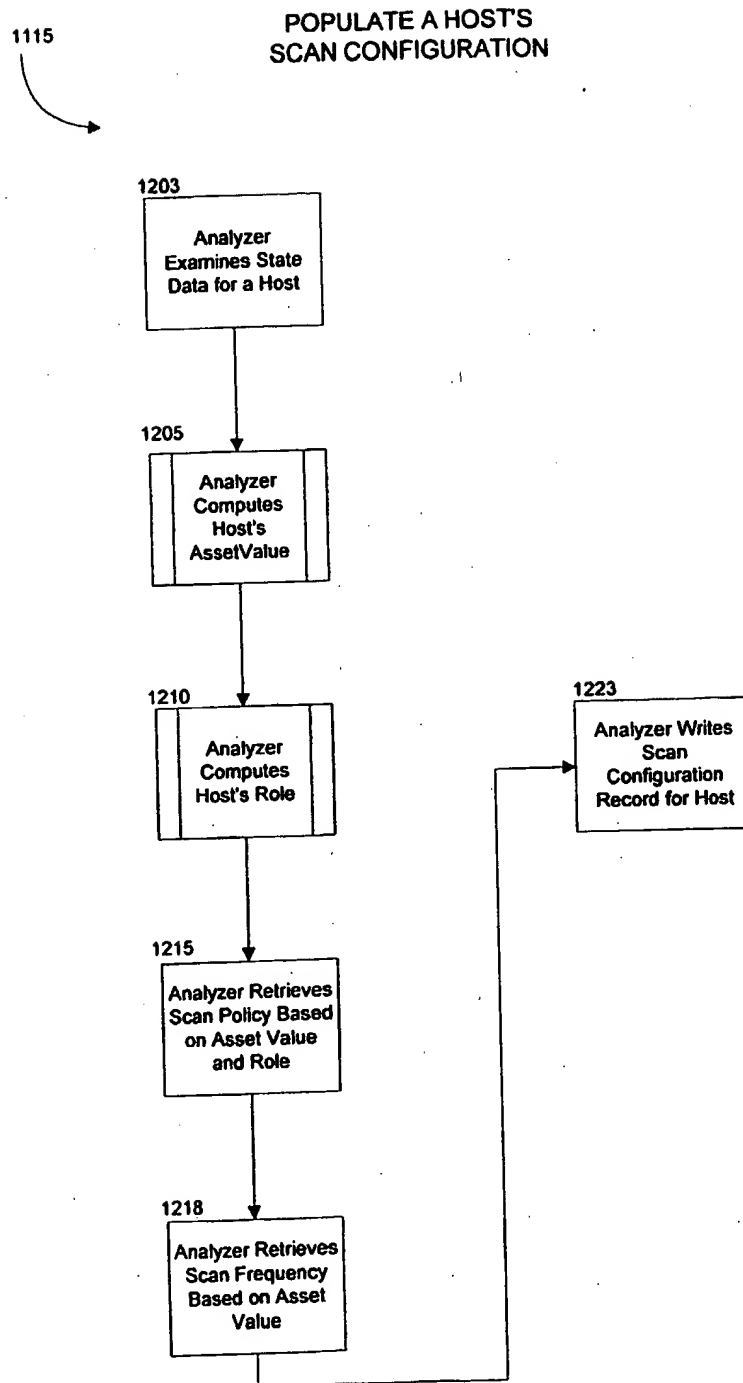 POPULATE A HOST'S
SCAN CONFIGURATION
1115
1203
Analyzer
Examines State
Data for a Host
1205
Analyzer
Computes
Host's
AssetValue
1210
Analyzer
Computes
Host's Role
1215
Analyzer Retrieves
Scan Policy Based
on Asset Value
and Role
1218
Analyzer Retrieves
Scan Frequency
Based on Asset
Value
1223
Analyzer Writes
Scan
Configuration
Record for Host